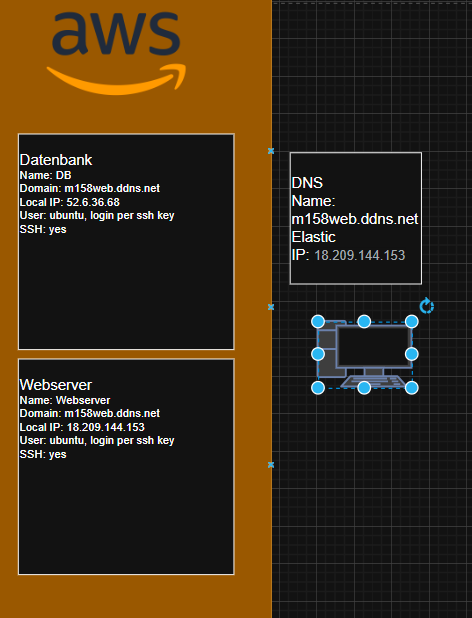 aws
Datenbank
Name: DB
Domain: m158web.ddns.net
Local IP: 52.6.36.68
User: ubuntu, login per ssh key
SSH: yes
Webserver
Name: Webserver
Domain: m158web.ddns.net
Local IP: 18.209.144.153
User: ubuntu, login per ssh key
SSH: yes
DNS
Name:
m158web.ddns.net
Elastic
IP: 18.209.144.153